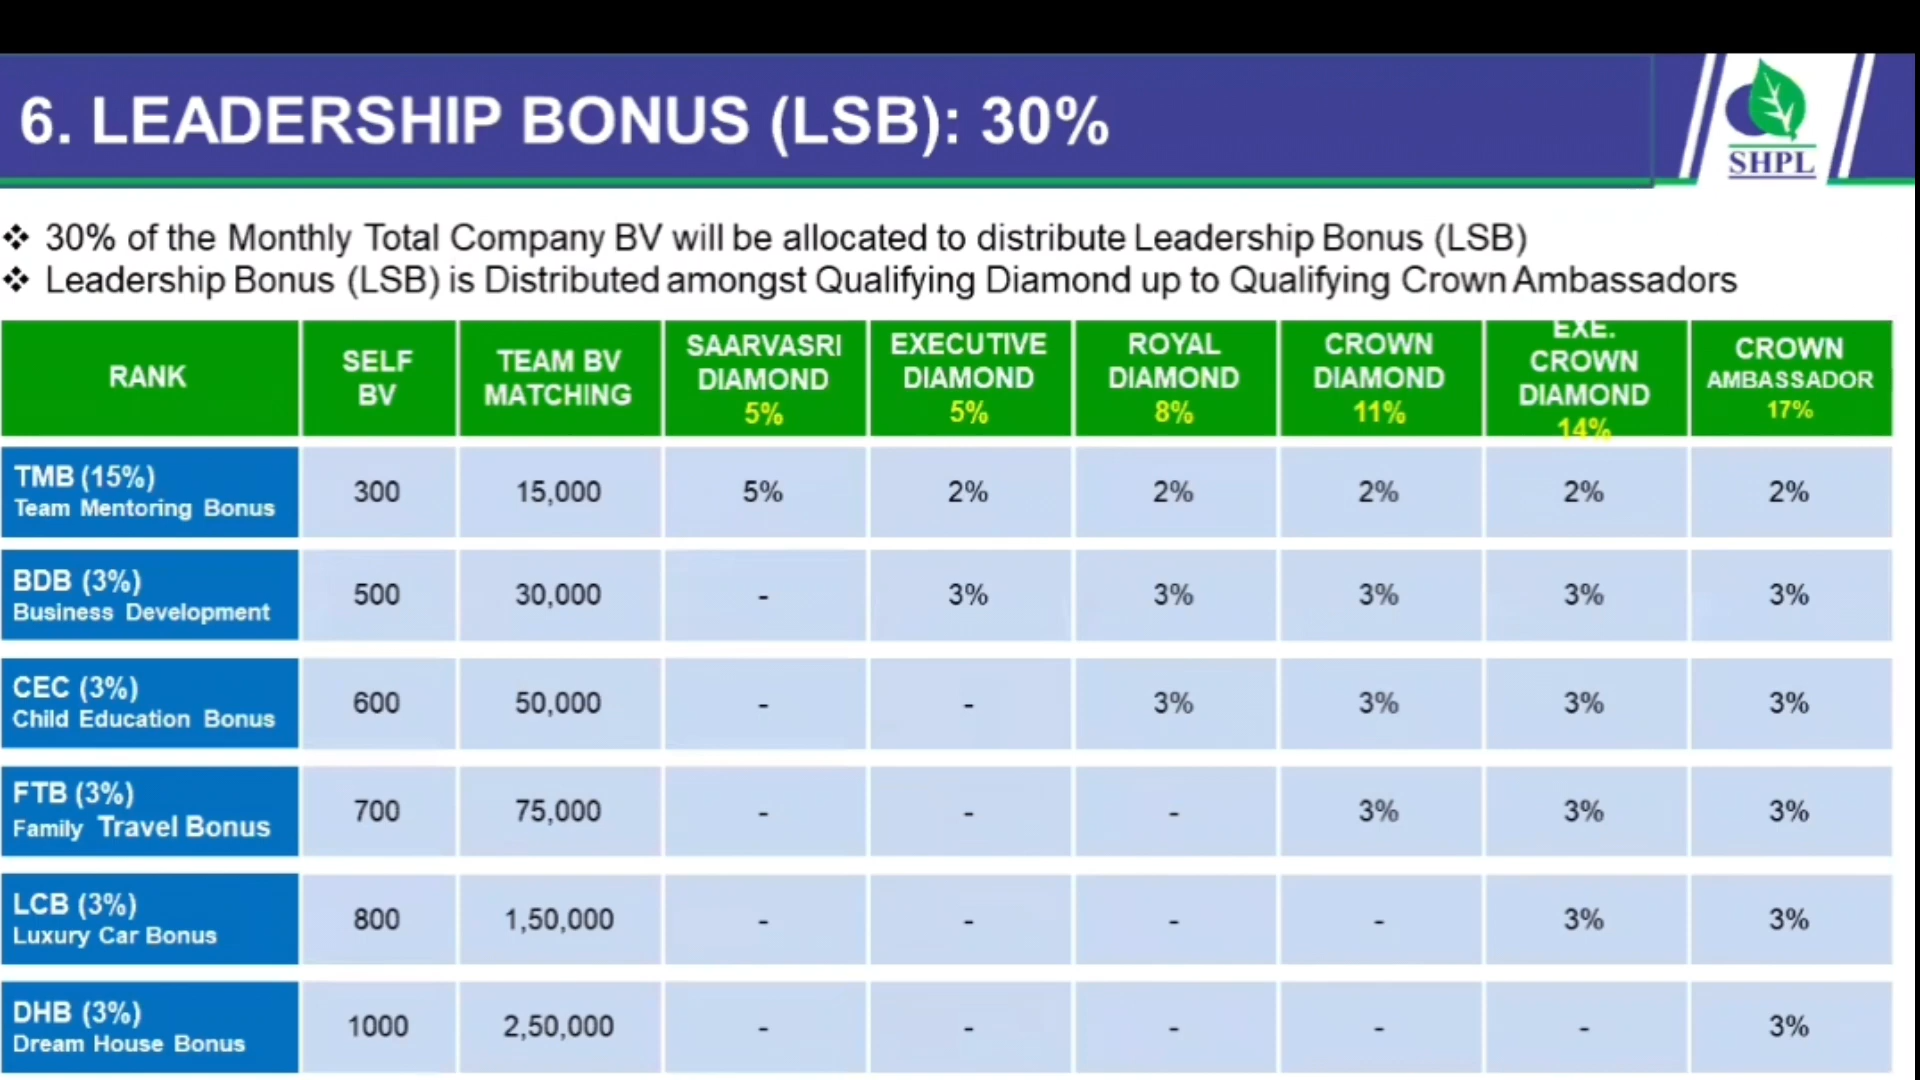 6. LEADERSHIP BONUS (LSB): 30%
SHPL
❖ 30% of the Monthly Total Company BV will be allocated to distribute Leadership Bonus (LSB)
❖ Leadership Bonus (LSB) is Distributed amongst Qualifying Diamond up to Qualifying Crown Ambassadors
RANK
SELF
BV
TEAM BV
MATCHING
SAARVASRI
DIAMOND
5%
EXECUTIVE
DIAMOND
5%
ROYAL
DIAMOND
8%
CROWN
DIAMOND
11%
EXE.
CROWN
DIAMOND
14%
CROWN
AMBASSADOR
17%
TMB (15%)
Team Mentoring Bonus
300
15,000
5%
2%
2%
2%
2%
2%
BDB (3%)
Business Development
500
30,000
-
3%
3%
3%
3%
3%
CEC (3%)
Child Education Bonus
600
50,000
-
-
3%
3%
3%
3%
FTB (3%)
Family Travel Bonus
700
75,000
-
-
-
3%
3%
3%
LCB (3%)
Luxury Car Bonus
800
1,50,000
-
-
-
-
3%
3%
DHB (3%)
Dream House Bonus
1000
2,50,000
-
-
-
-
-
3%